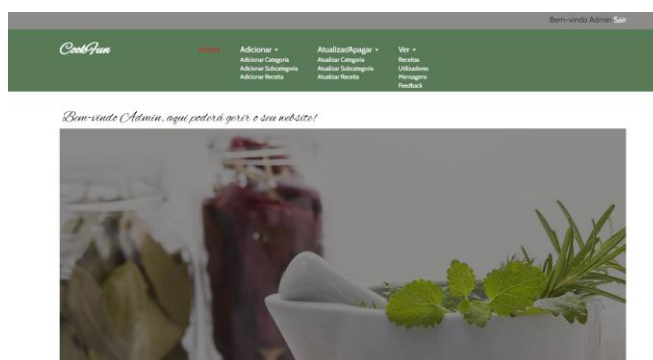 Bem-vindo Admin Sair
CookFun
Home
Adicionar
Adicionar Categoria
Adicionar Subcategoria
Adicionar Receita
Atualizar/Apagar
Atualizar Categoria
Atualizar Subcategoria
Atualizar Receita
Ver
Receitas
Utilizadores
Mensagens
Feedback
Bem-vindo Admin, aqui poderá gerir o seu website!